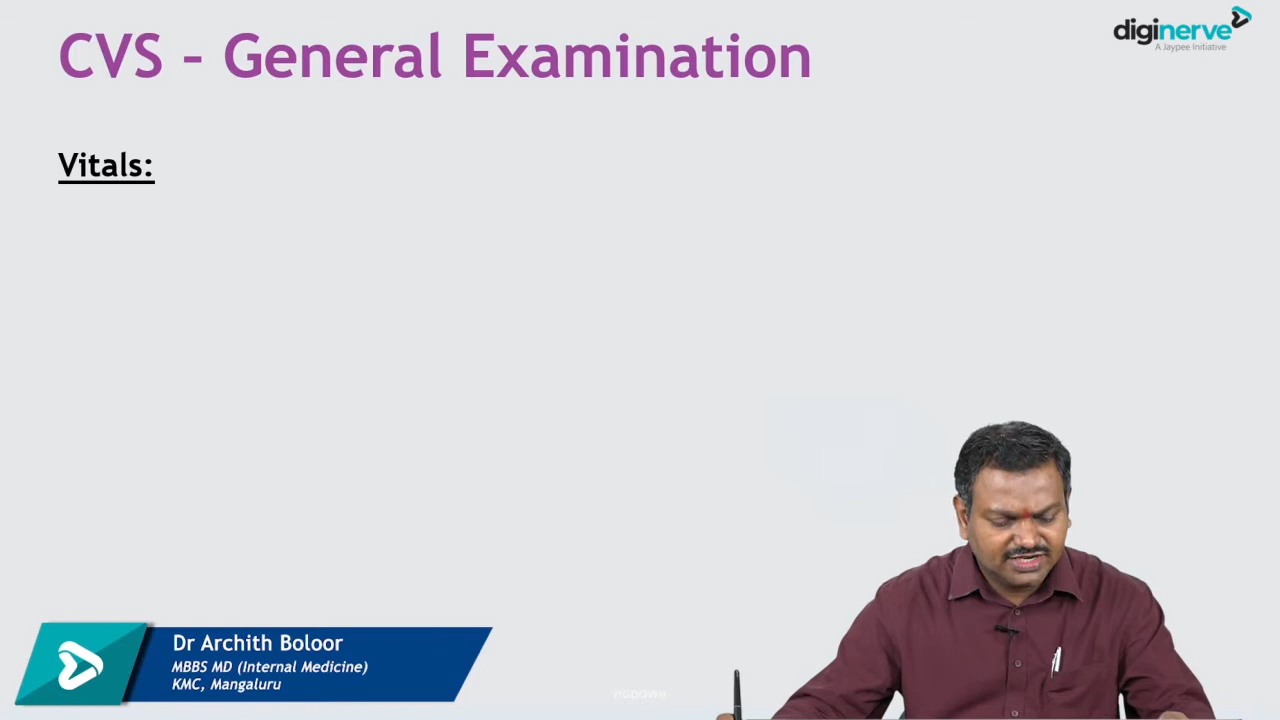 CVS – General Examination
diginerve
A Jaypee Initiative
Vitals:
Dr Archith Boloor
MBBS MD (Internal Medicine)
KMC, Mangaluru